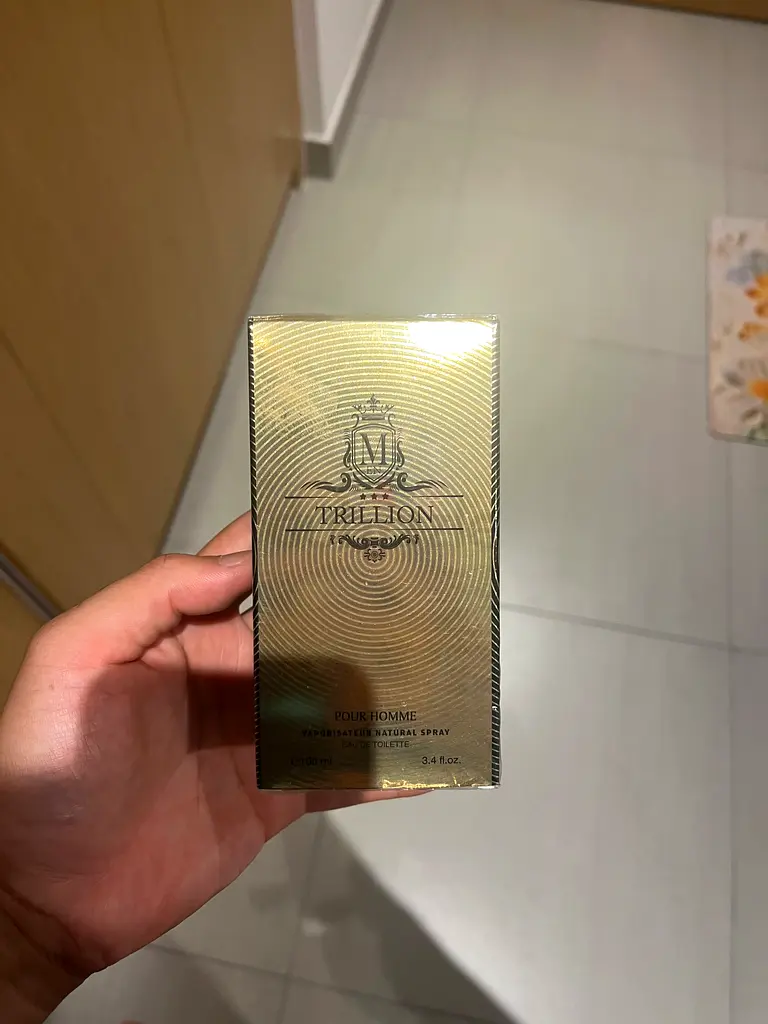 M
TRILLION
POUR HOMME
VAPORISATEUR NATURAL SPRAY
EAU DE TOILETTE
100 ml 3.4 fl.oz.